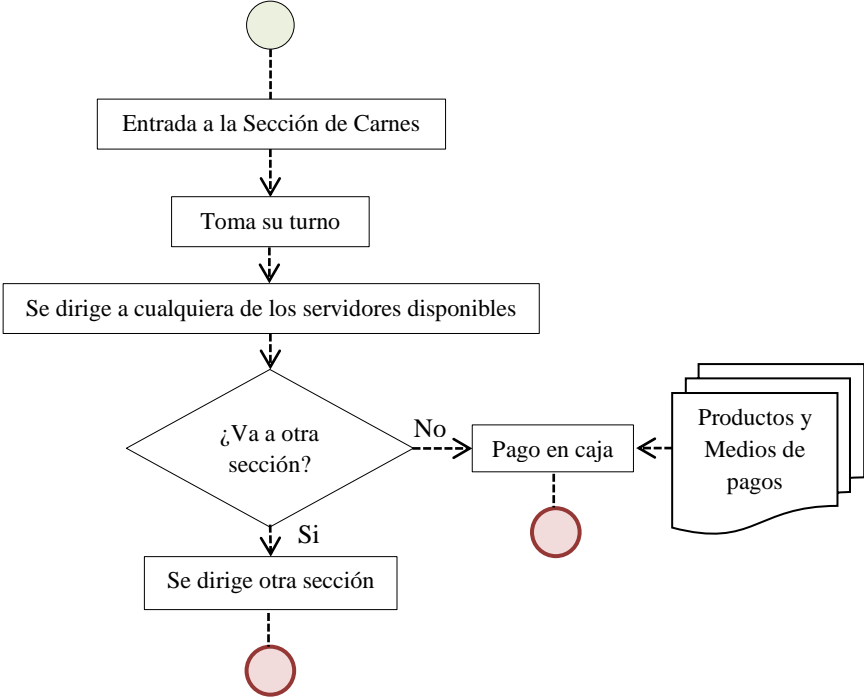 Entrada a la Sección de Carnes
Toma su turno
Se dirige a cualquiera de los servidores disponibles
¿Va a otra
sección?
No
Pago en caja
Productos y
Medios de
pagos
Si
Se dirige otra sección